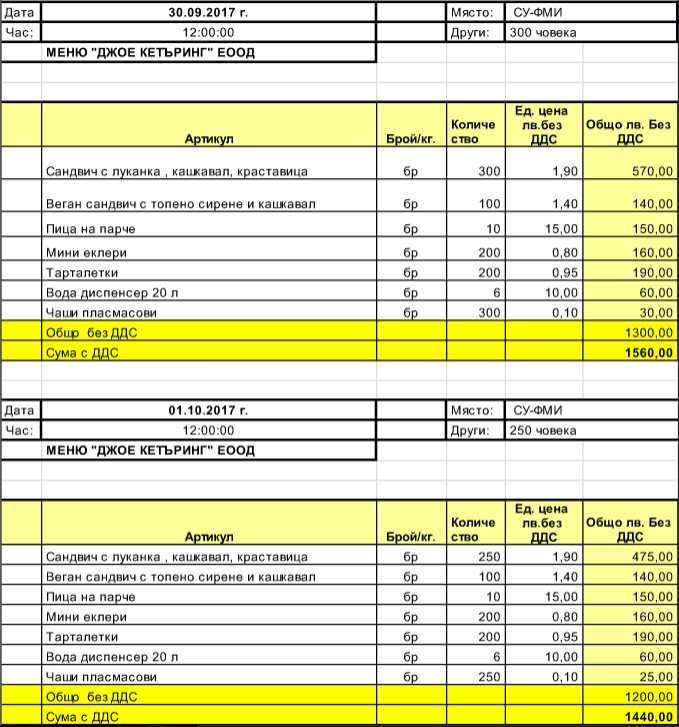 Дата 30.09.2017 г. Място: СУ-ФМИ
Час: 12:00:00 Други: 300 човека
МЕНЮ "ДЖОЕ КЕТЪРИНГ" ЕООД
Артикул Брой/кг. Количе ство Ед. цена лв.без ДДС Общо лв. Без ДДС
Сандвич с луканка , кашкавал, краставица бр 300 1,90 570,00
Веган сандвич с топено сирене и кашкавал бр 100 1,40 140,00
Пица на парче бр 10 15,00 150,00
Мини еклери бр 200 0,80 160,00
Тарталетки бр 200 0,95 190,00
Вода диспенсер 20 л бр 6 10,00 60,00
Чаши пласмасови бр 300 0,10 30,00
Общо без ДДС 1300,00
Сума с ДДС 1560,00
Дата 01.10.2017 г. Място: СУ-ФМИ
Час: 12:00:00 Други: 250 човека
МЕНЮ "ДЖОЕ КЕТЪРИНГ" ЕООД
Артикул Брой/кг. Количе ство Ед. цена лв.без ДДС Общо лв. Без ДДС
Сандвич с луканка , кашкавал, краставица бр 250 1,90 475,00
Веган сандвич с топено сирене и кашкавал бр 100 1,40 140,00
Пица на парче бр 10 15,00 150,00
Мини еклери бр 200 0,80 160,00
Тарталетки бр 200 0,95 190,00
Вода диспенсер 20 л бр 6 10,00 60,00
Чаши пласмасови бр 250 0,10 25,00
Общо без ДДС 1200,00
Сума с ДДС 1440,00